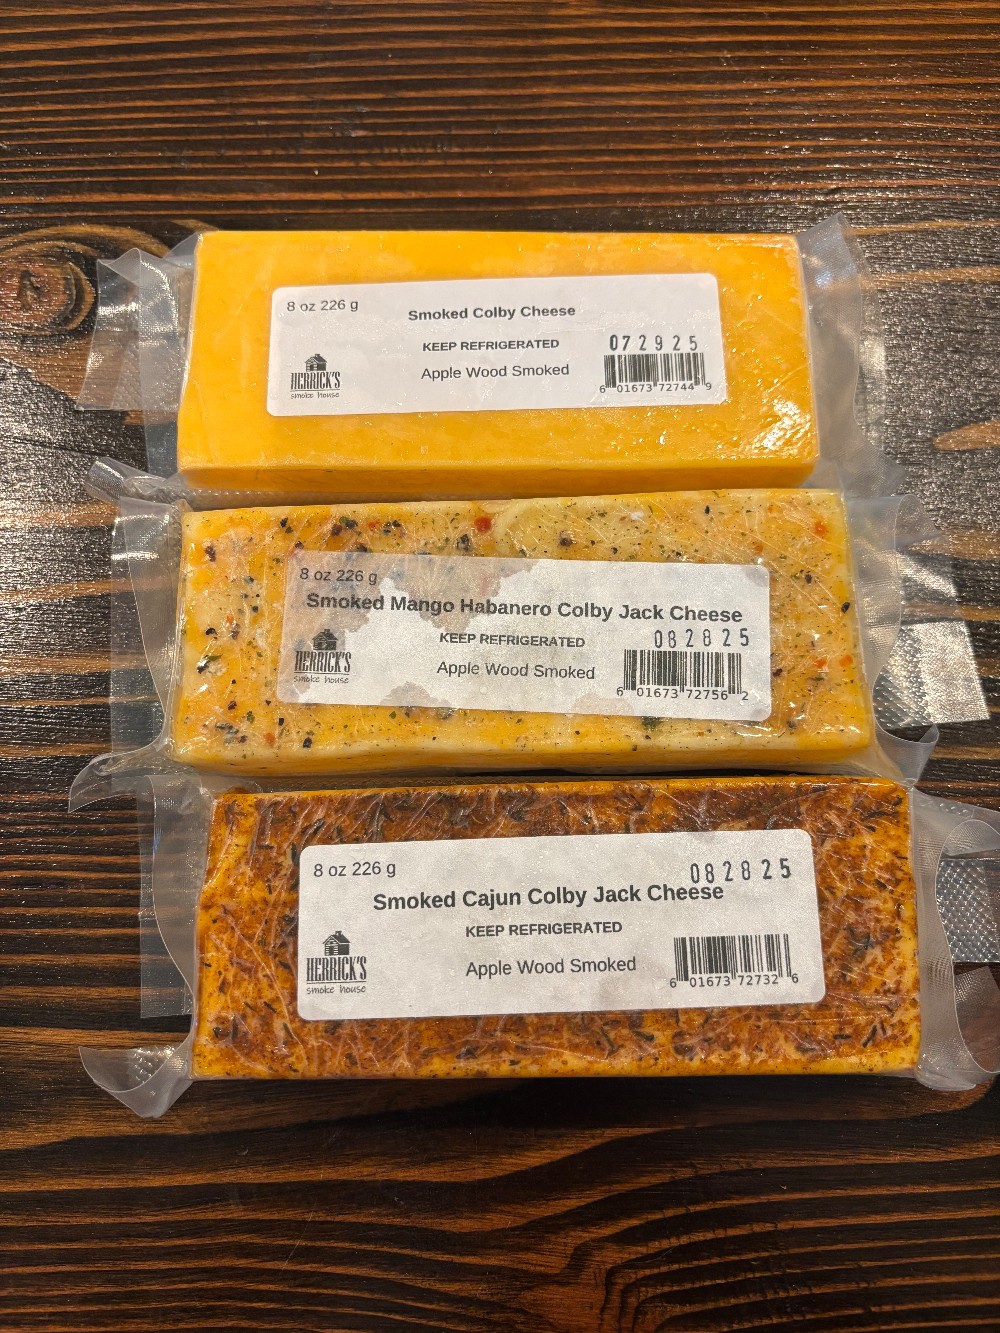 8 oz 226 g
Smoked Colby Cheese
KEEP REFRIGERATED
072925
Apple Wood Smoked
HERRICK'S
smoke house
6 01673 72744 9
8 oz 226 g
Smoked Mango Habanero Colby Jack Cheese
KEEP REFRIGERATED
082825
Apple Wood Smoked
HERRICK'S
smoke house
6 01673 72756 2
8 oz 226 g
082825
Smoked Cajun Colby Jack Cheese
KEEP REFRIGERATED
Apple Wood Smoked
HERRICK'S
smoke house
6 01673 72732 6